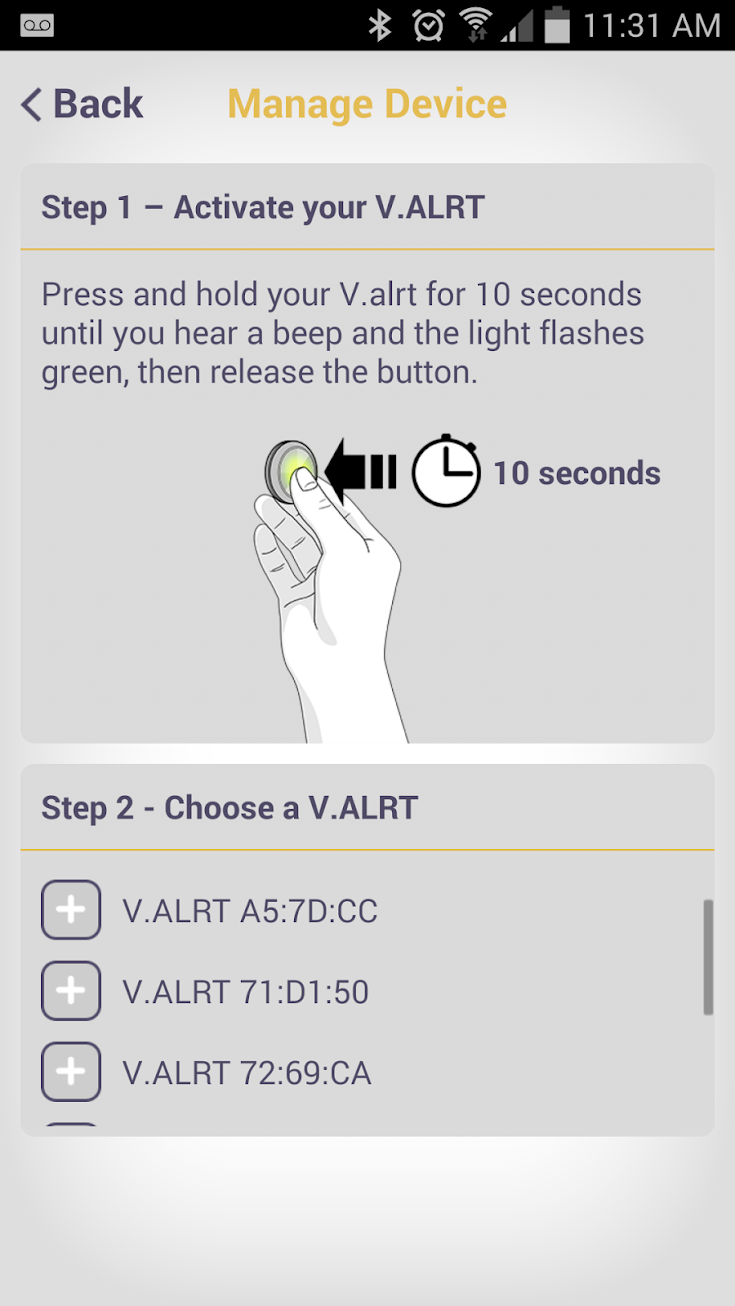 11:31 AM
Back
Manage Device
Step 1 – Activate your V.ALRT
Press and hold your V.alrt for 10 seconds
until you hear a beep and the light flashes
green, then release the button.
10 seconds
Step 2 - Choose a V.ALRT
V.ALRT A5:7D:CC
V.ALRT 71:D1:50
V.ALRT 72:69:CA